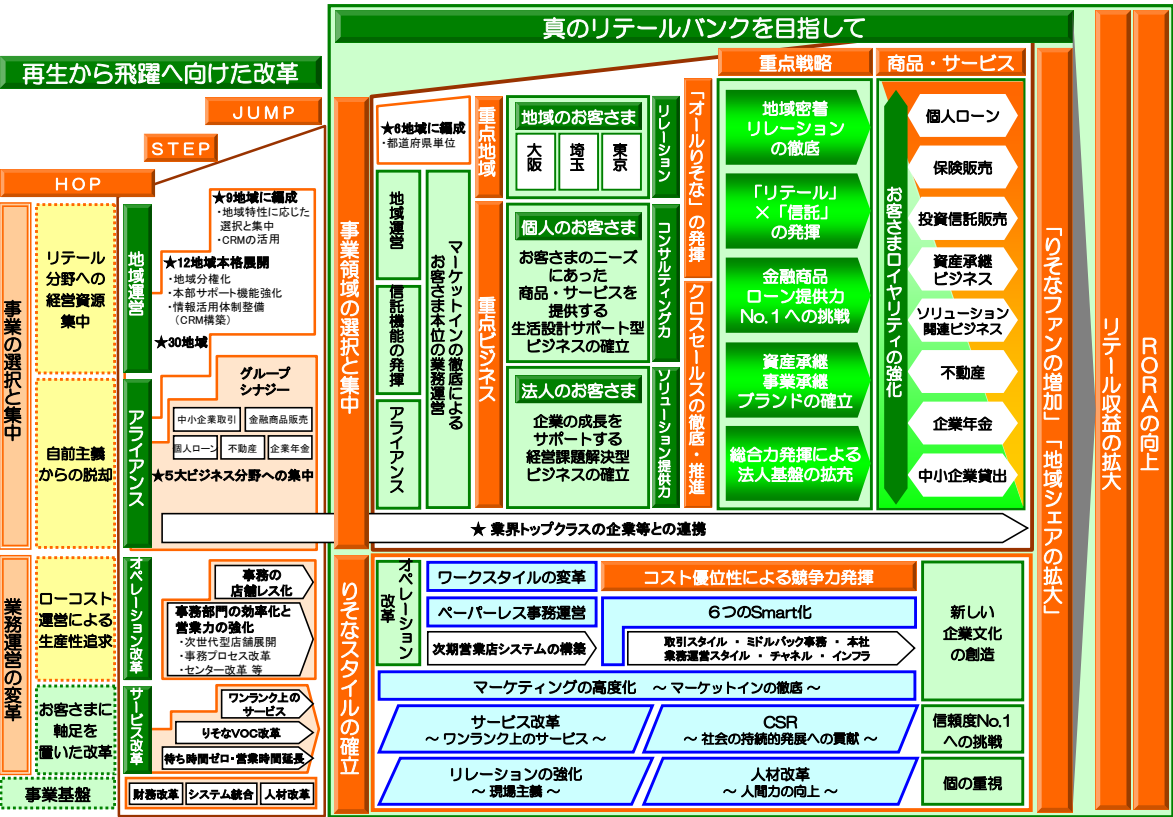 真のリテールバンクを目指して
再生から飛躍へ向けた改革
JUMP
STEP
HOP
事業の選択と集中
リテール
分野への
経営資源
集中
自前主義
からの脱却
地域運営
★9地域に編成
・地域特性に応じた
選択と集中
・CRMの活用
★12地域本格展開
・地域分権化
・本部サポート機能強化
・情報活用体制整備
（CRM構築）
★30地域
アライアンス
グループ
シナジー
中小企業取引
金融商品販売
個人ローン
不動産
企業年金
★5大ビジネス分野への集中
業務運営の変革
ローコスト
運営による
生産性追求
お客さまに
軸足を
置いた改革
オペレーション改革
事務の
店舗レス化
事務部門の効率化と
営業力の強化
・次世代型店舗展開
・事務プロセス改革
・センター改革 等
サービス改革
ワンランク上の
サービス
りそなVOC改革
待ち時間ゼロ・営業時間延長
事業基盤
財務改革
システム統合
人材改革
事業領域の選択と集中
★6地域に編成
・都道府県単位
地域運営
信託機能の発揮
アライアンス
マーケットインの徹底による
お客さま本位の業務運営
重点地域
重点ビジネス
地域のお客さま
大阪
埼玉
東京
個人のお客さま
お客さまのニーズ
にあった
商品・サービスを
提供する
生活設計サポート型
ビジネスの確立
法人のお客さま
企業の成長を
サポートする
経営課題解決型
ビジネスの確立
リレーション
コンサルティング力
ソリューション提供力
「オールりそな」の発揮
クロスセールスの徹底・推進
重点戦略
地域密着
リレーション
の徹底
「リテール」
×「信託」
の発揮
金融商品
ローン提供力
No.1への挑戦
資産承継
事業承継
ブランドの確立
総合力発揮による
法人基盤の拡充
商品・サービス
お客さまロイヤリティの強化
個人ローン
保険販売
投資信託販売
資産承継
ビジネス
ソリューション
関連ビジネス
不動産
企業年金
中小企業貸出
★ 業界トップクラスの企業等との連携
りそなスタイルの確立
オペレーション
改革
ワークスタイルの変革
ペーパーレス事務運営
次期営業店システムの構築
コスト優位性による競争力発揮
6つのSmart化
取引スタイル ・ ミドルバック事務 ・ 本社
業務運営スタイル ・ チャネル ・ インフラ
マーケティングの高度化 ～ マーケットインの徹底 ～
サービス改革
～ ワンランク上のサービス ～
CSR
～ 社会の持続的発展への貢献 ～
リレーションの強化
～ 現場主義 ～
人材改革
～ 人間力の向上 ～
新しい
企業文化
の創造
信頼度No.1
への挑戦
個の重視
「りそなファンの増加」「地域シェアの拡大」
リテール収益の拡大
RORAの向上